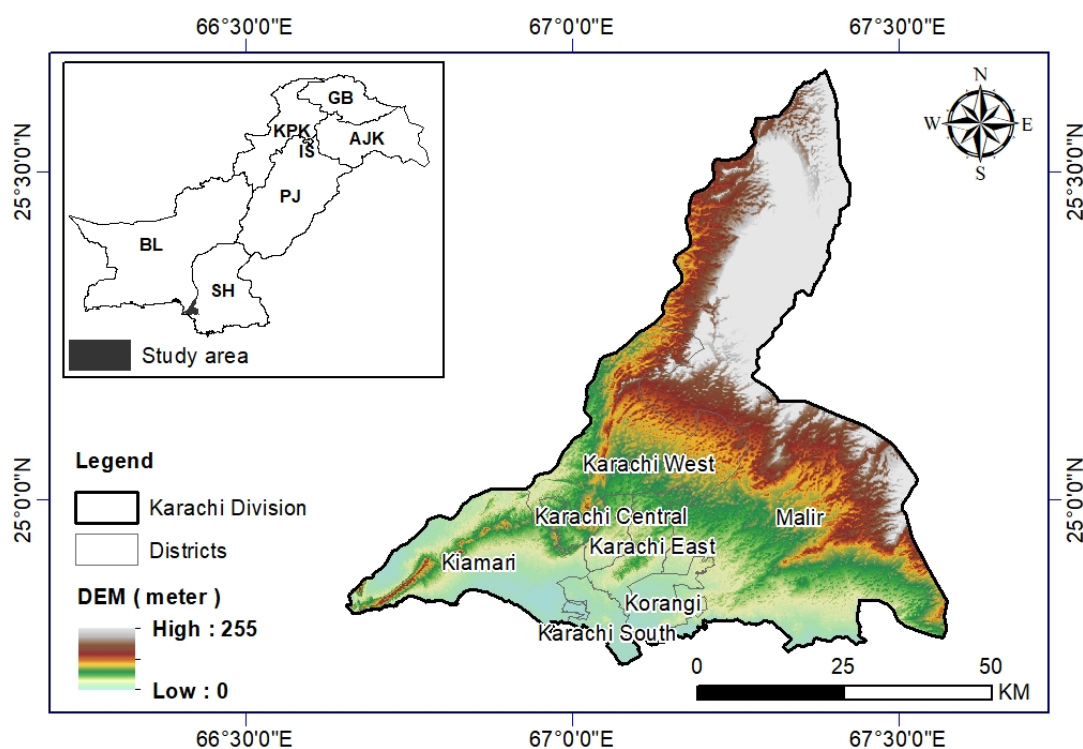 66°30'0"E 67°0'0"E 67°30'0"E
N
W E
S
GB
KPK
IS
AJK
PJ
BL
SH
Study area
25°30'0"N
25°30'0"N
25°0'0"N
25°0'0"N
Legend
Karachi Division
Districts
DEM ( meter )
High : 255
Low : 0
Karachi West
Karachi Central
Malir
Karachi East
Kiamari
Korangi
Karachi South
0 25 50
KM
66°30'0"E 67°0'0"E 67°30'0"E